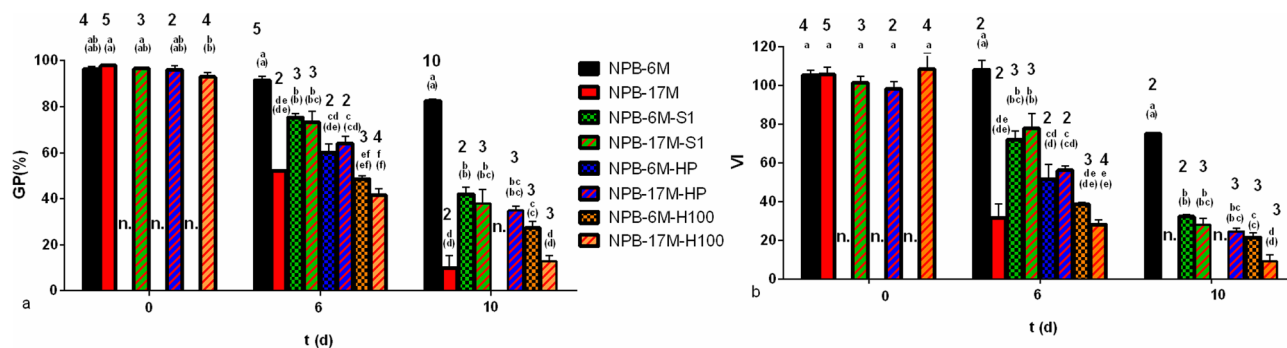 4 5 3 2 4
ab a a ab b
(ab) (a) (ab) (ab) (b)
5
a
(a)
2 3 3 2 2 3 4
de b b cd c ef f
(de) (b) (bc) (de) (cd) (ef) (f)
10
a
(a)
2 2 3 3 3 3
d b b bc c d
(d) (b) (bc) (bc) (c) (d)
n. n. n. n.
GP(%)
100
80
60
40
20
0
0 6 10
t (d)
a
NPB-6M
NPB-17M
NPB-6M-S1
NPB-17M-S1
NPB-6M-HP
NPB-17M-HP
NPB-6M-H100
NPB-17M-H100
4 5 3 2 4
a a a a a
2
a
(a)
2 3 3 2 2 3 4
de b b cd c de e
(de) (bc) (b) (d) (cd) (de) (e)
2
a
(a)
2 3 3 3 3
b b bc c d
(b) (bc) (bc) (c) (d)
n. n. n. n. n.
VI
120
100
80
60
40
20
0
0 6 10
t (d)
b